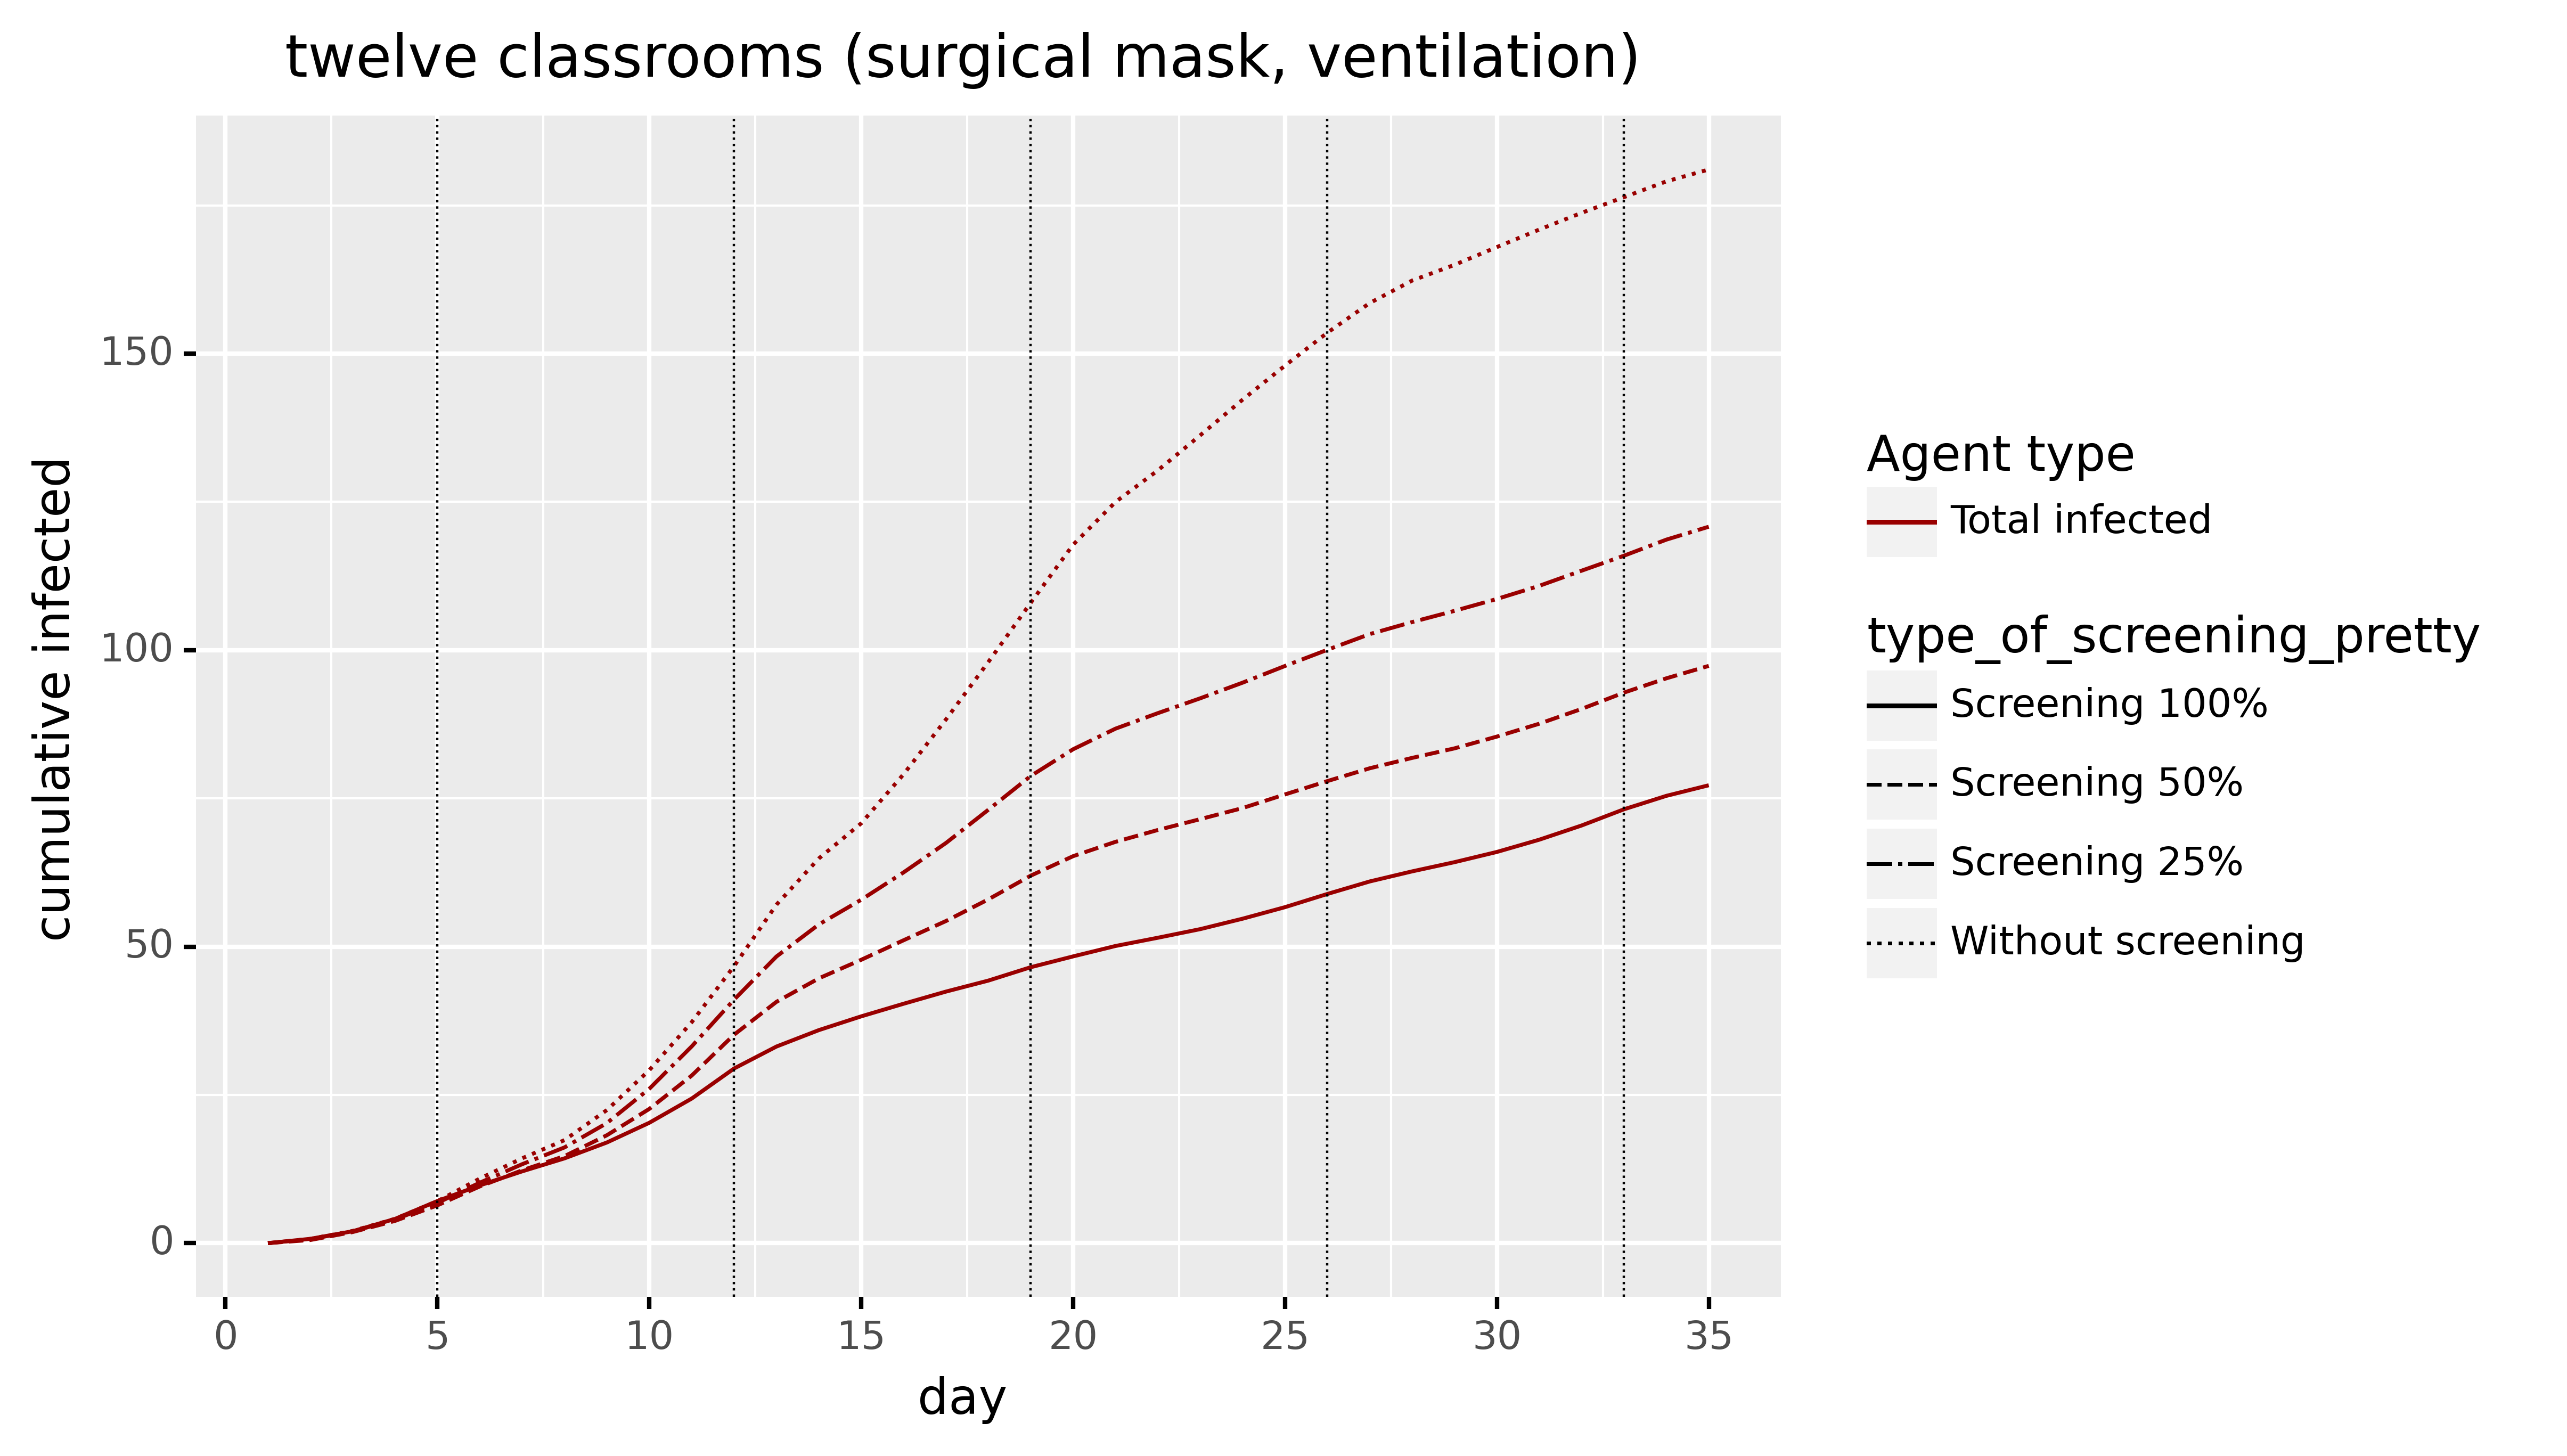 twelve classrooms (surgical mask, ventilation)
cumulative infected
150
100
50
0
0 5 10 15 20 25 30 35
day
Agent type
Total infected
type_of_screening_pretty
Screening 100%
Screening 50%
Screening 25%
Without screening